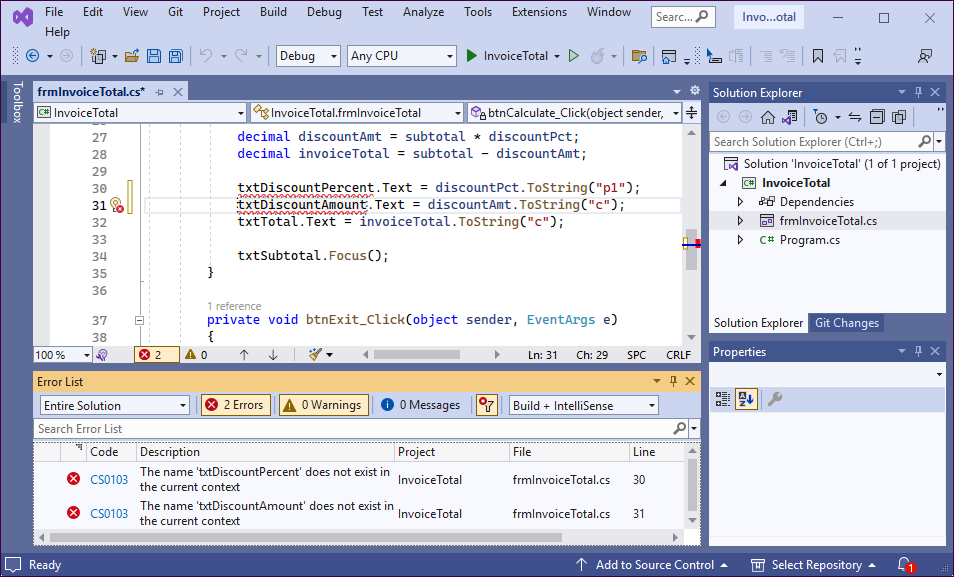 File Edit View Git Project Build Debug Test Analyze Tools Extensions Window Help
Searc...
Invo...otal
Debug
Any CPU
InvoiceTotal
Toolbox
frmInvoiceTotal.cs*
C# InvoiceTotal
InvoiceTotal.frmInvoiceTotal
btnCalculate_Click(object sender,
27 decimal discountAmt = subtotal * discountPct;
28 decimal invoiceTotal = subtotal - discountAmt;
29
30 txtDiscountPercent.Text = discountPct.ToString("p1");
31 txtDiscountAmount.Text = discountAmt.ToString("c");
32 txtTotal.Text = invoiceTotal.ToString("c");
33
34 txtSubtotal.Focus();
35 }
36
1 reference
37 private void btnExit_Click(object sender, EventArgs e)
38 {
100 %
2
0
Ln: 31 Ch: 29 SPC CRLF
Error List
Entire Solution
2 Errors
0 Warnings
0 Messages
Build + IntelliSense
Search Error List
Code Description Project File Line
CS0103 The name 'txtDiscountPercent' does not exist in the current context InvoiceTotal frmInvoiceTotal.cs 30
CS0103 The name 'txtDiscountAmount' does not exist in the current context InvoiceTotal frmInvoiceTotal.cs 31
Solution Explorer
Search Solution Explorer (Ctrl+;)
Solution 'InvoiceTotal' (1 of 1 project)
C# InvoiceTotal
Dependencies
frmInvoiceTotal.cs
C# Program.cs
Solution Explorer Git Changes
Properties
Ready
Add to Source Control
Select Repository
1